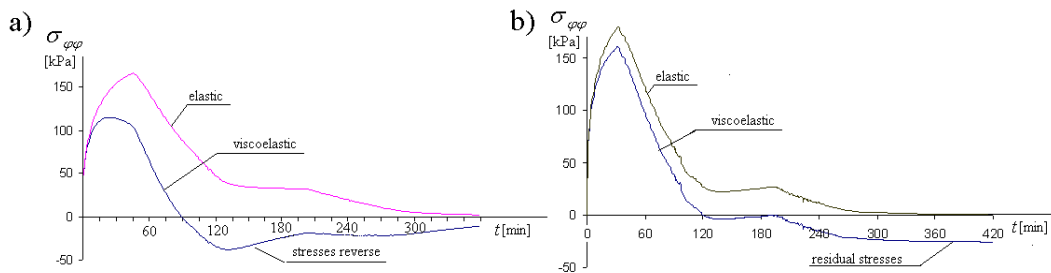 a)
σφφ
[kPa]
150
100
50
0
-50
60
120
180
240
300
t [min]
elastic
viscoelastic
stresses reverse
b)
σφφ
[kPa]
150
100
50
0
-50
0
60
120
180
240
300
360
420
t [min]
elastic
viscoelastic
residual stresses